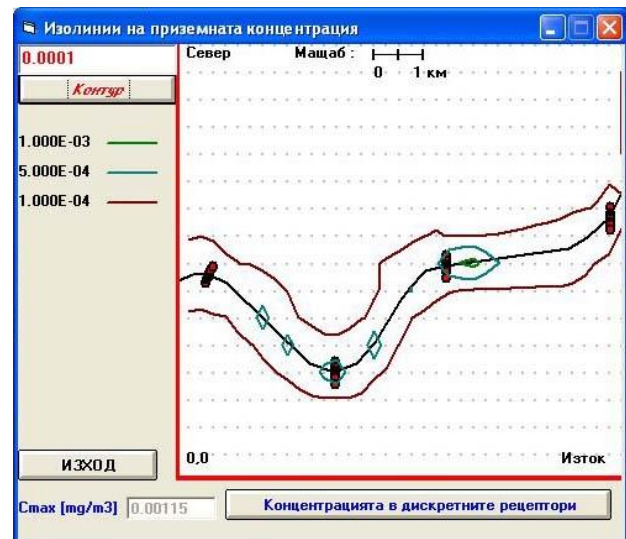 Изолинии на приземната концентрация
0.0001
Контур
Север
Мащаб :
0 1 км
1.000E-03
5.000E-04
1.000E-04
0,0
Изток
ИЗХОД
Cmax [mg/m3] 0.00115
Концентрацията в дискретните рецептори